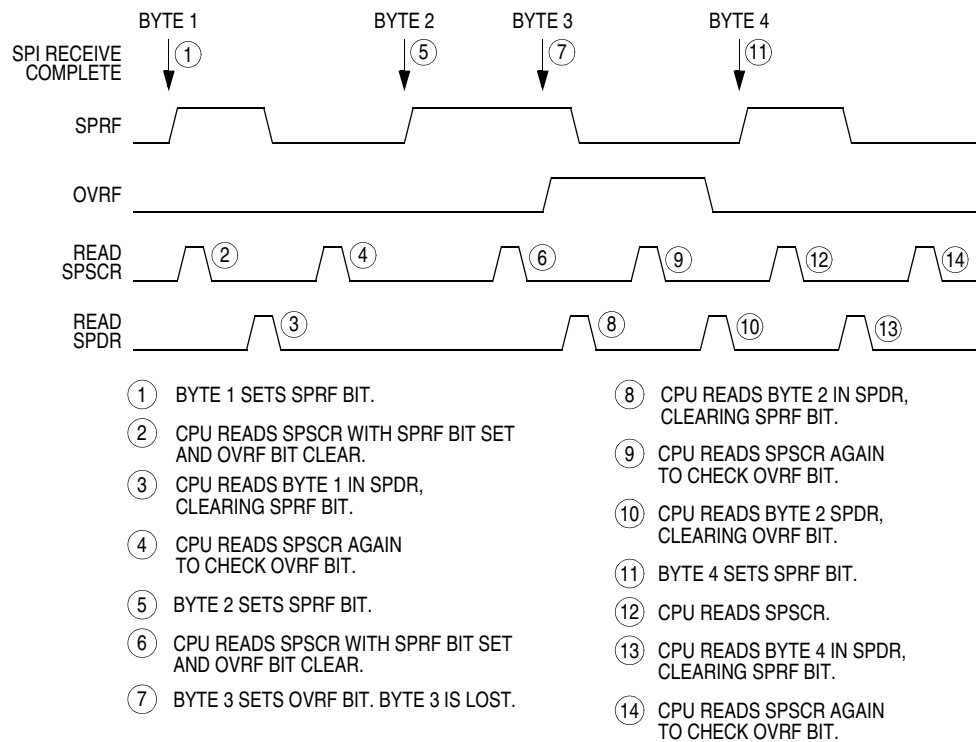 BYTE 1 BYTE 2 BYTE 3 BYTE 4
SPI RECEIVE
COMPLETE
1 5 7 11
SPRF
OVRF
READ
SPSCR
2 4 6 9 12 14
READ
SPDR
3 8 10 13
1 BYTE 1 SETS SPRF BIT.
2 CPU READS SPSCR WITH SPRF BIT SET
AND OVRF BIT CLEAR.
3 CPU READS BYTE 1 IN SPDR,
CLEARING SPRF BIT.
4 CPU READS SPSCR AGAIN
TO CHECK OVRF BIT.
5 BYTE 2 SETS SPRF BIT.
6 CPU READS SPSCR WITH SPRF BIT SET
AND OVRF BIT CLEAR.
7 BYTE 3 SETS OVRF BIT. BYTE 3 IS LOST.
8 CPU READS BYTE 2 IN SPDR,
CLEARING SPRF BIT.
9 CPU READS SPSCR AGAIN
TO CHECK OVRF BIT.
10 CPU READS BYTE 2 SPDR,
CLEARING OVRF BIT.
11 BYTE 4 SETS SPRF BIT.
12 CPU READS SPSCR.
13 CPU READS BYTE 4 IN SPDR,
CLEARING SPRF BIT.
14 CPU READS SPSCR AGAIN
TO CHECK OVRF BIT.